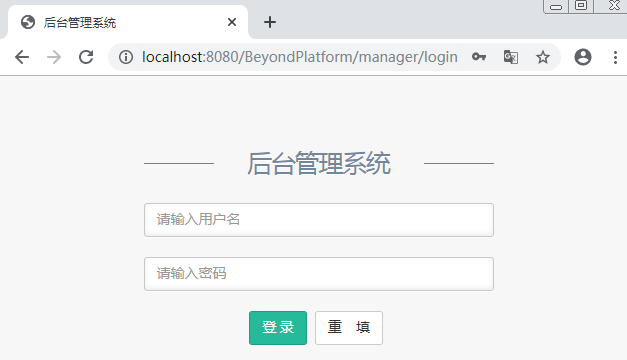 后台管理系统
localhost:8080/BeyondPlatform/manager/login
后台管理系统
请输入用户名
请输入密码
登录 重 填